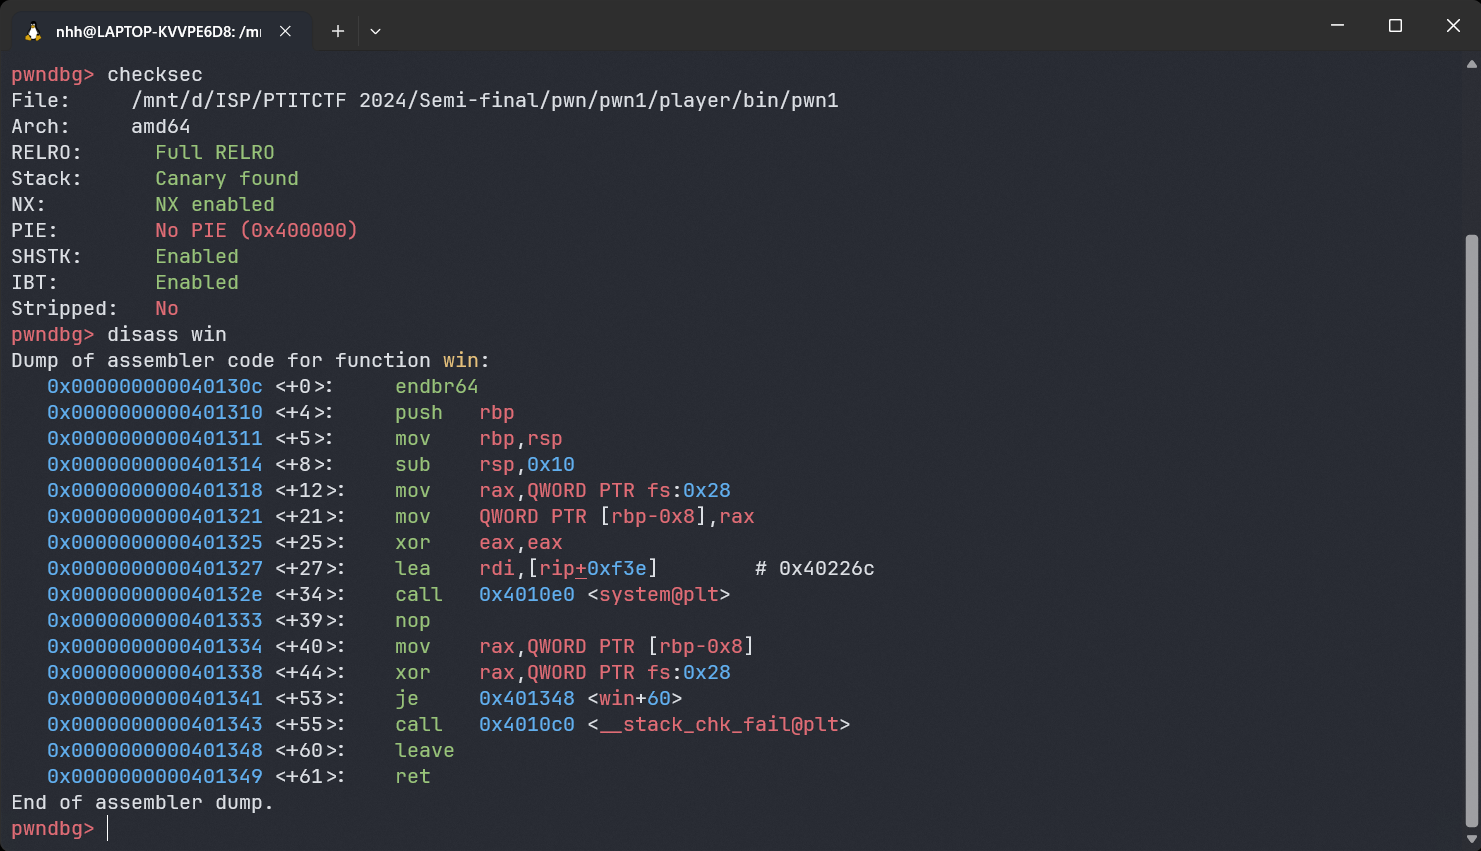 nhh@LAPTOP-KVVPE6D8: /m
pwndbg> checksec
File:     /mnt/d/ISP/PTITCTF 2024/Semi-final/pwn/pwn1/player/bin/pwn1
Arch:     amd64
RELRO:      Full RELRO
Stack:      Canary found
NX:         NX enabled
PIE:        No PIE (0x400000)
SHSTK:      Enabled
IBT:        Enabled
Stripped:   No
pwndbg> disass win
Dump of assembler code for function win:
   0x000000000040130c <+0>:     endbr64
   0x0000000000401310 <+4>:     push   rbp
   0x0000000000401311 <+5>:     mov    rbp,rsp
   0x0000000000401314 <+8>:     sub    rsp,0x10
   0x0000000000401318 <+12>:    mov    rax,QWORD PTR fs:0x28
   0x0000000000401321 <+21>:    mov    QWORD PTR [rbp-0x8],rax
   0x0000000000401325 <+25>:    xor    eax,eax
   0x0000000000401327 <+27>:    lea    rdi,[rip+0xf3e]        # 0x40226c
   0x000000000040132e <+34>:    call   0x4010e0 <system@plt>
   0x0000000000401333 <+39>:    nop
   0x0000000000401334 <+40>:    mov    rax,QWORD PTR [rbp-0x8]
   0x0000000000401338 <+44>:    xor    rax,QWORD PTR fs:0x28
   0x0000000000401341 <+53>:    je     0x401348 <win+60>
   0x0000000000401343 <+55>:    call   0x4010c0 <__stack_chk_fail@plt>
   0x0000000000401348 <+60>:    leave
   0x0000000000401349 <+61>:    ret
End of assembler dump.
pwndbg>